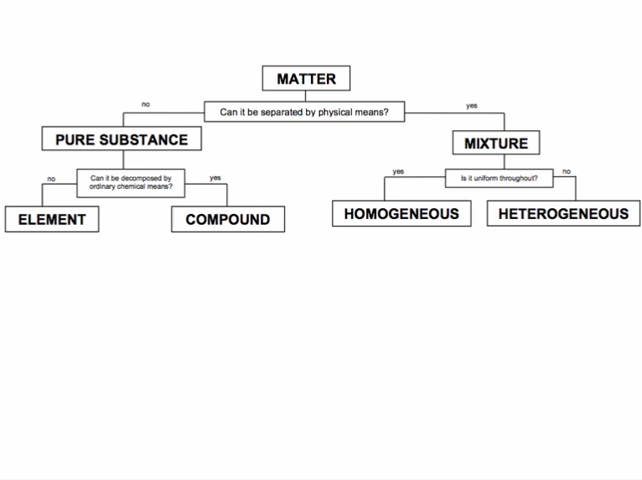 MATTER
no
Can it be separated by physical means?
yes
PURE SUBSTANCE
MIXTURE
no
Can it be decomposed by
ordinary chemical means?
yes
yes
Is it uniform throughout?
no
ELEMENT
COMPOUND
HOMOGENEOUS
HETEROGENEOUS